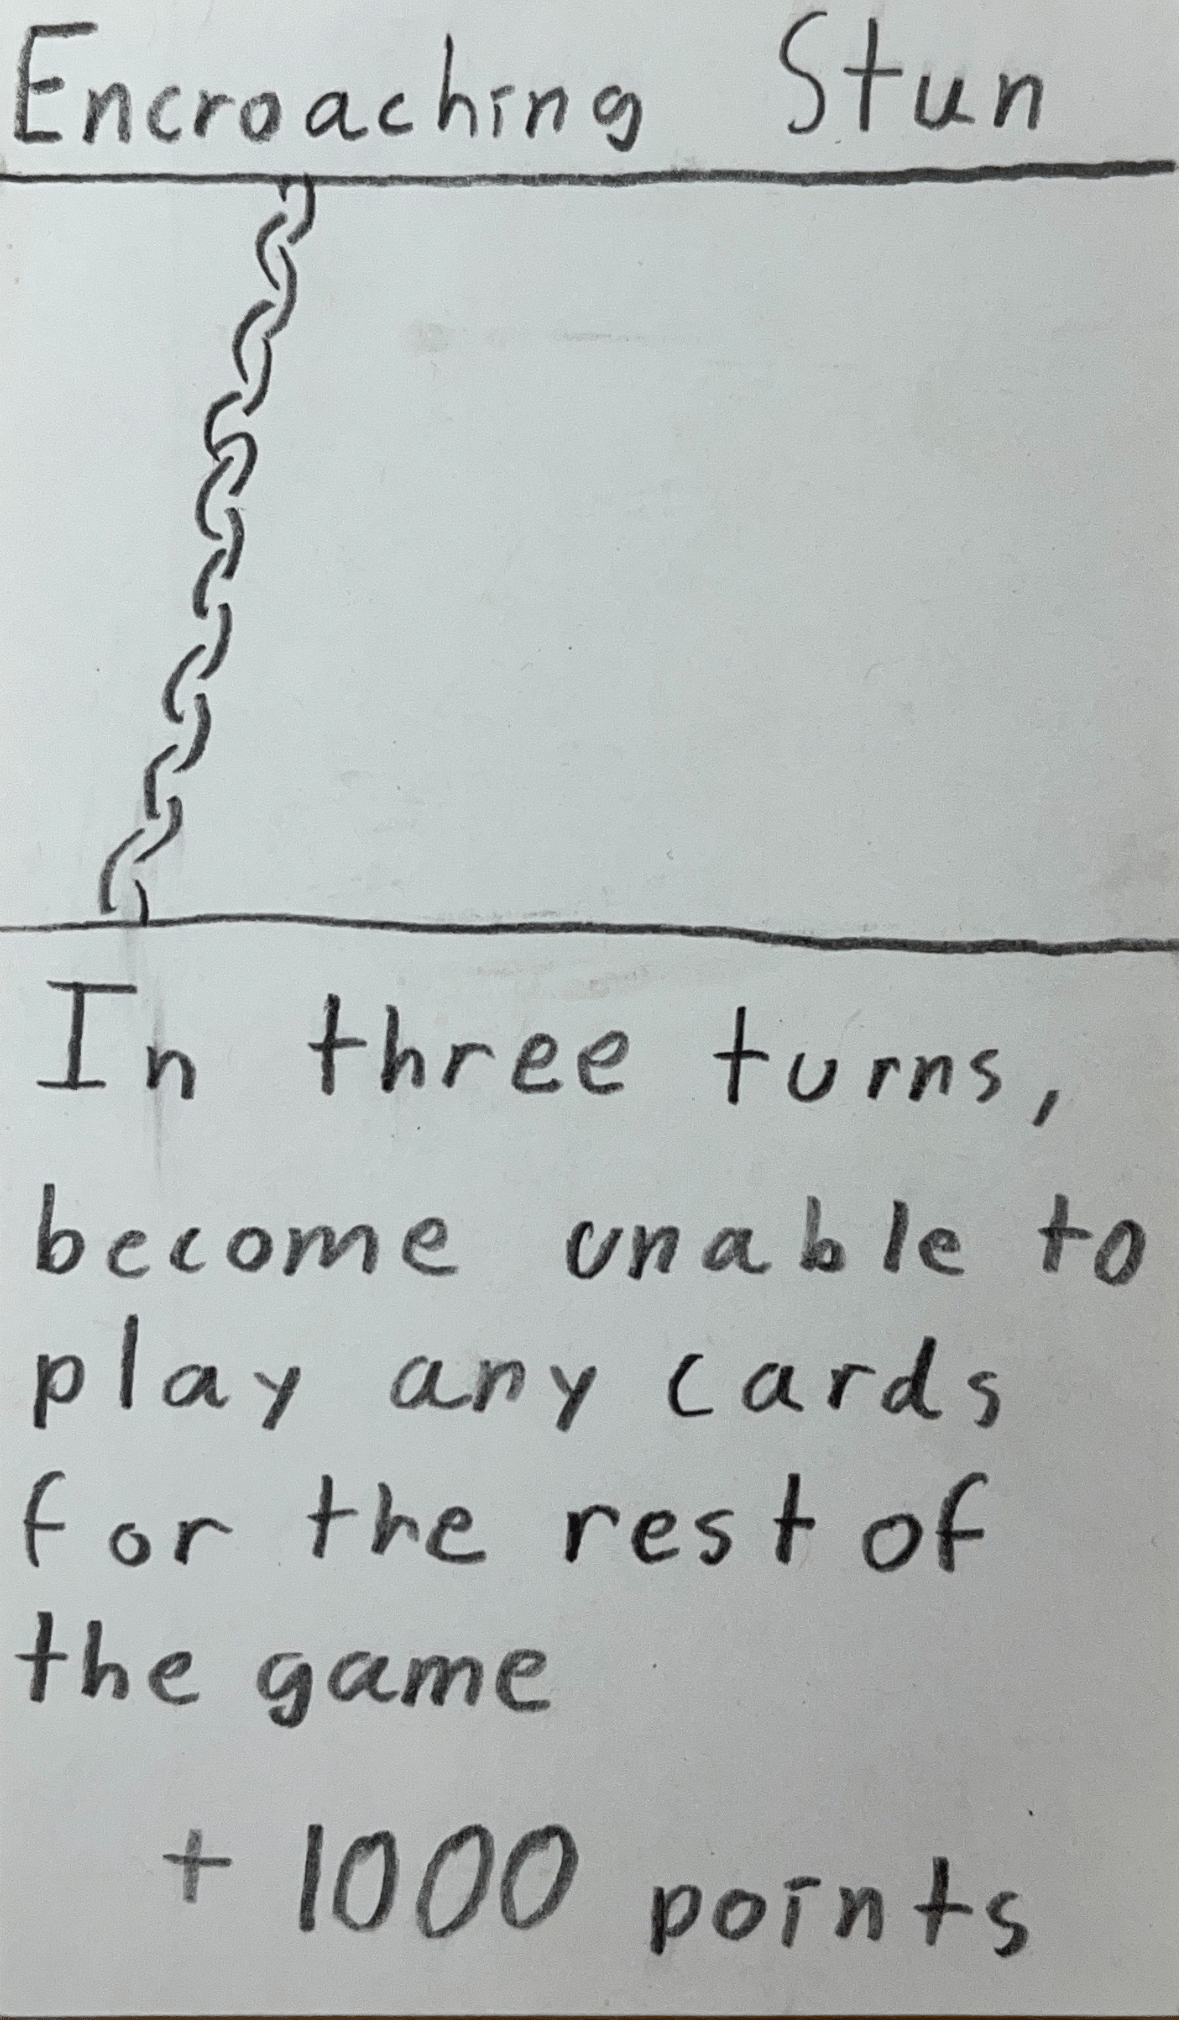 Encroaching Stun
In three turns,
become unable to
play any cards
for the rest of
the game
+ 1000 points